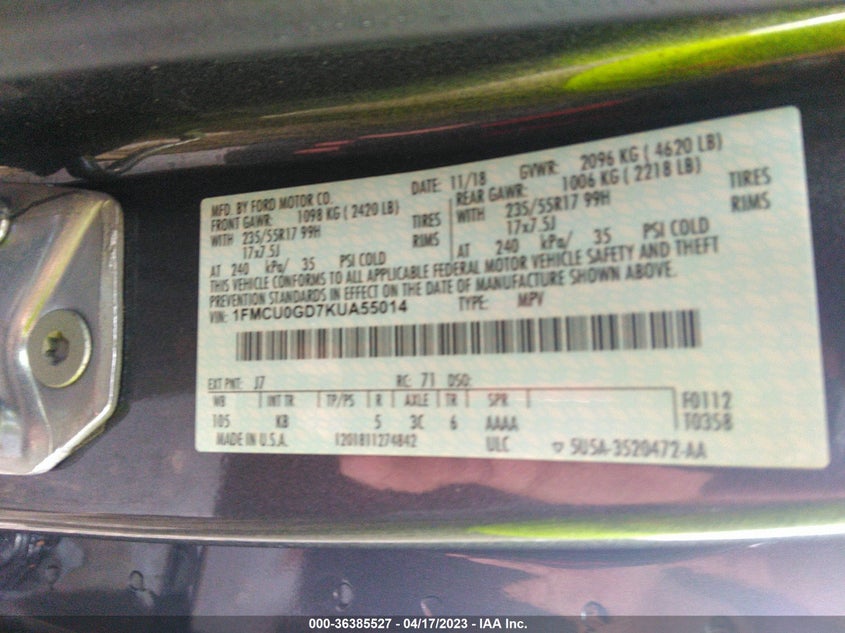 MFD. BY FORD MOTOR CO. DATE: 11/18 GVWR: 2096 KG ( 4620 LB)
FRONT GAWR: 1098 KG ( 2420 LB) REAR GAWR: 1006 KG ( 2218 LB)
WITH 235/55R17 99H TIRES WITH 235/55R17 99H TIRES
17x7.5J RIMS 17x7.5J RIMS
AT 240 kPa/ 35 PSI COLD AT 240 kPa/ 35 PSI COLD
THIS VEHICLE CONFORMS TO ALL APPLICABLE FEDERAL MOTOR VEHICLE SAFETY AND THEFT
PREVENTION STANDARDS IN EFFECT ON THE DATE OF MANUFACTURE SHOWN ABOVE.
VIN: 1FMCU0GD7KUA55014 TYPE: MPV
EXT PNT: J7 RC: 71 DSO:
WB INT TR TP/PS R AXLE TR SPR F0112
105 KB 5 3C 6 AAAA T0358
MADE IN U.S.A. 1201811274842 ULC 5U5A-3520472-AA
000-36385527 - 04/17/2023 - IAA Inc.